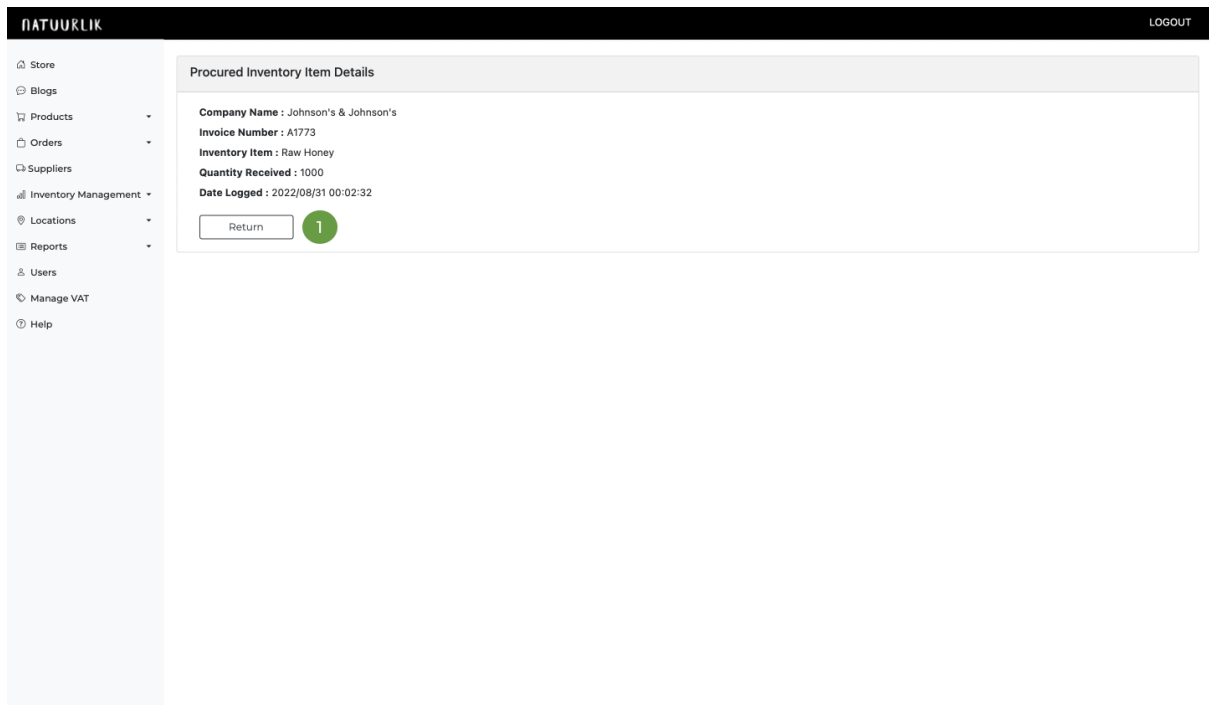 NATUURLIK
LOGOUT
Store
Blogs
Products
Orders
Suppliers
Inventory Management
Locations
Reports
Users
Manage VAT
Help
Procured Inventory Item Details
Company Name : Johnson's & Johnson's
Invoice Number : A1773
Inventory Item : Raw Honey
Quantity Received : 1000
Date Logged : 2022/08/31 00:02:32
Return
1